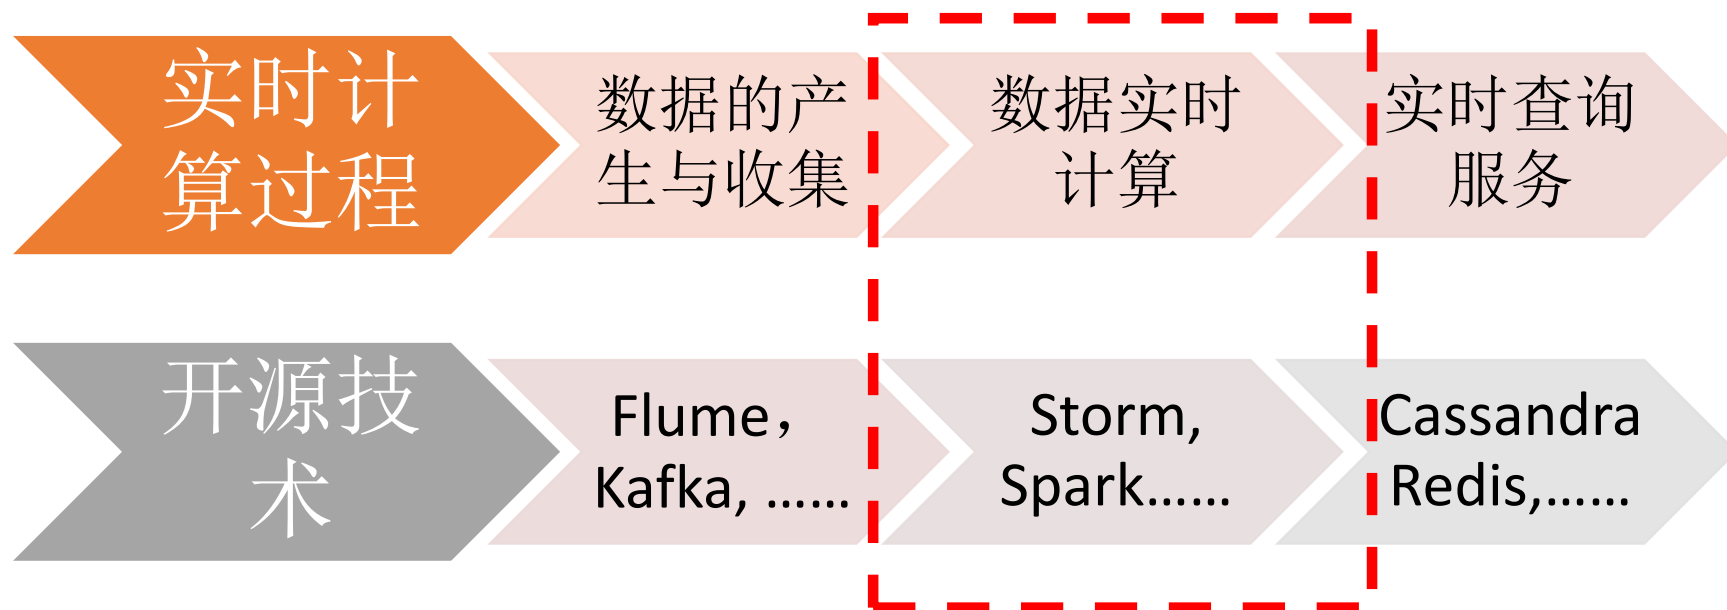 实时计
算过程
数据的产
生与收集
数据实时
计算
实时查询
服务
开源技
术
Flume，
Kafka, ……
Storm,
Spark……
Cassandra
Redis,……